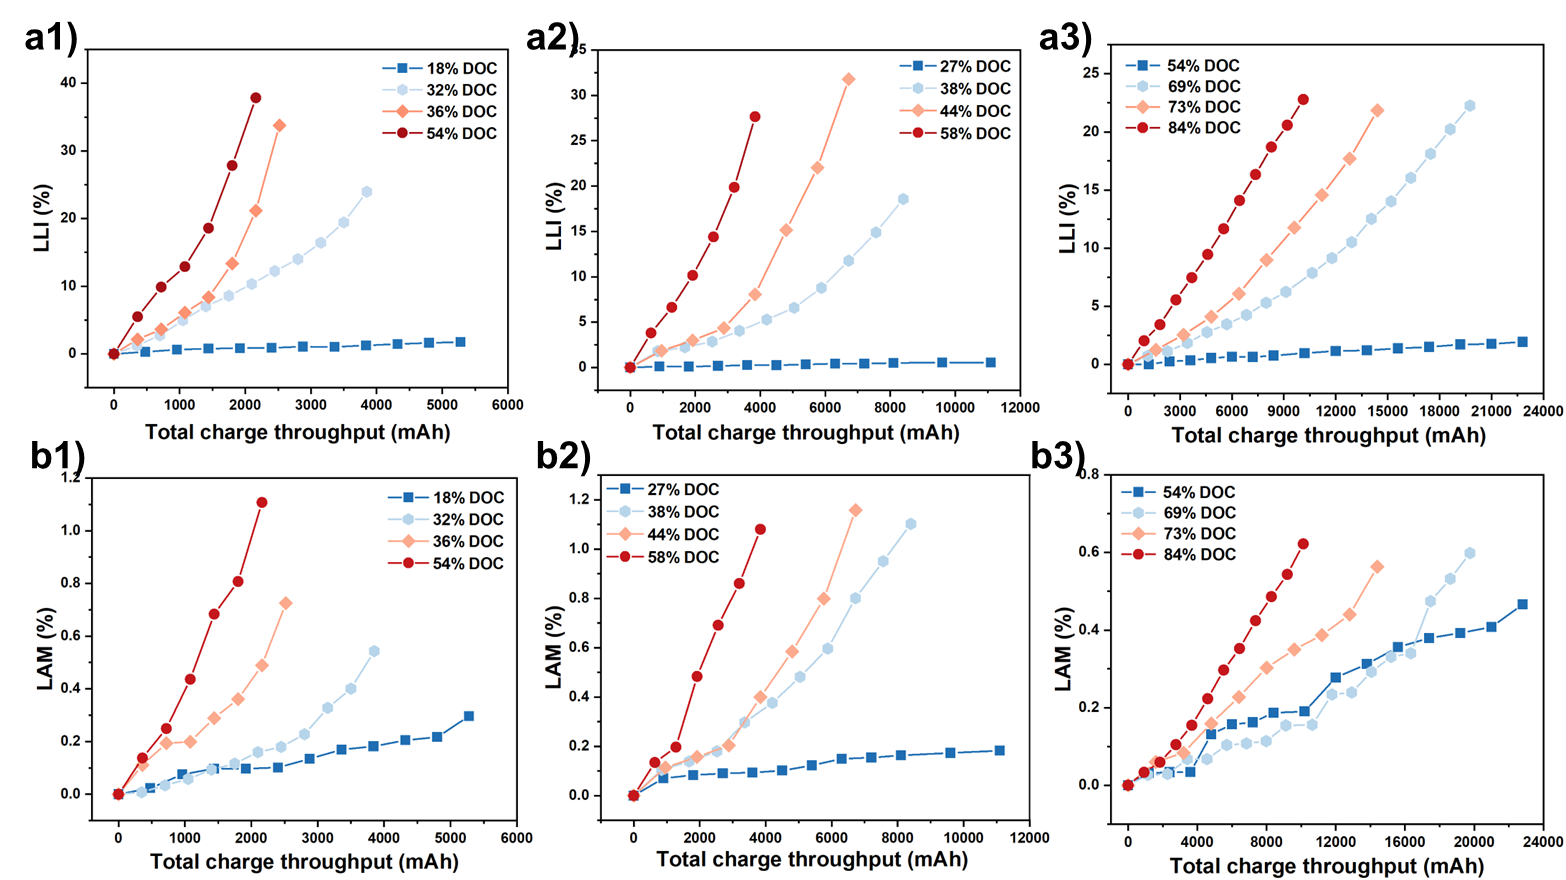 a1)
40
30
20
10
0
LLI (%)
18% DOC
32% DOC
36% DOC
54% DOC
0 1000 2000 3000 4000 5000 6000
Total charge throughput (mAh)
a2)
35
30
25
20
15
10
5
0
LLI (%)
27% DOC
38% DOC
44% DOC
58% DOC
0 2000 4000 6000 8000 10000 12000
Total charge throughput (mAh)
a3)
25
20
15
10
5
0
LLI (%)
54% DOC
69% DOC
73% DOC
84% DOC
0 3000 6000 9000 12000 15000 18000 21000 24000
Total charge throughput (mAh)
b1)
1.2
1.0
0.8
0.6
0.4
0.2
0.0
LAM (%)
18% DOC
32% DOC
36% DOC
54% DOC
0 1000 2000 3000 4000 5000 6000
Total charge throughput (mAh)
b2)
1.2
1.0
0.8
0.6
0.4
0.2
0.0
LAM (%)
27% DOC
38% DOC
44% DOC
58% DOC
0 2000 4000 6000 8000 10000 12000
Total charge throughput (mAh)
b3)
0.8
0.6
0.4
0.2
0.0
LAM (%)
54% DOC
69% DOC
73% DOC
84% DOC
0 4000 8000 12000 16000 20000 24000
Total charge throughput (mAh)